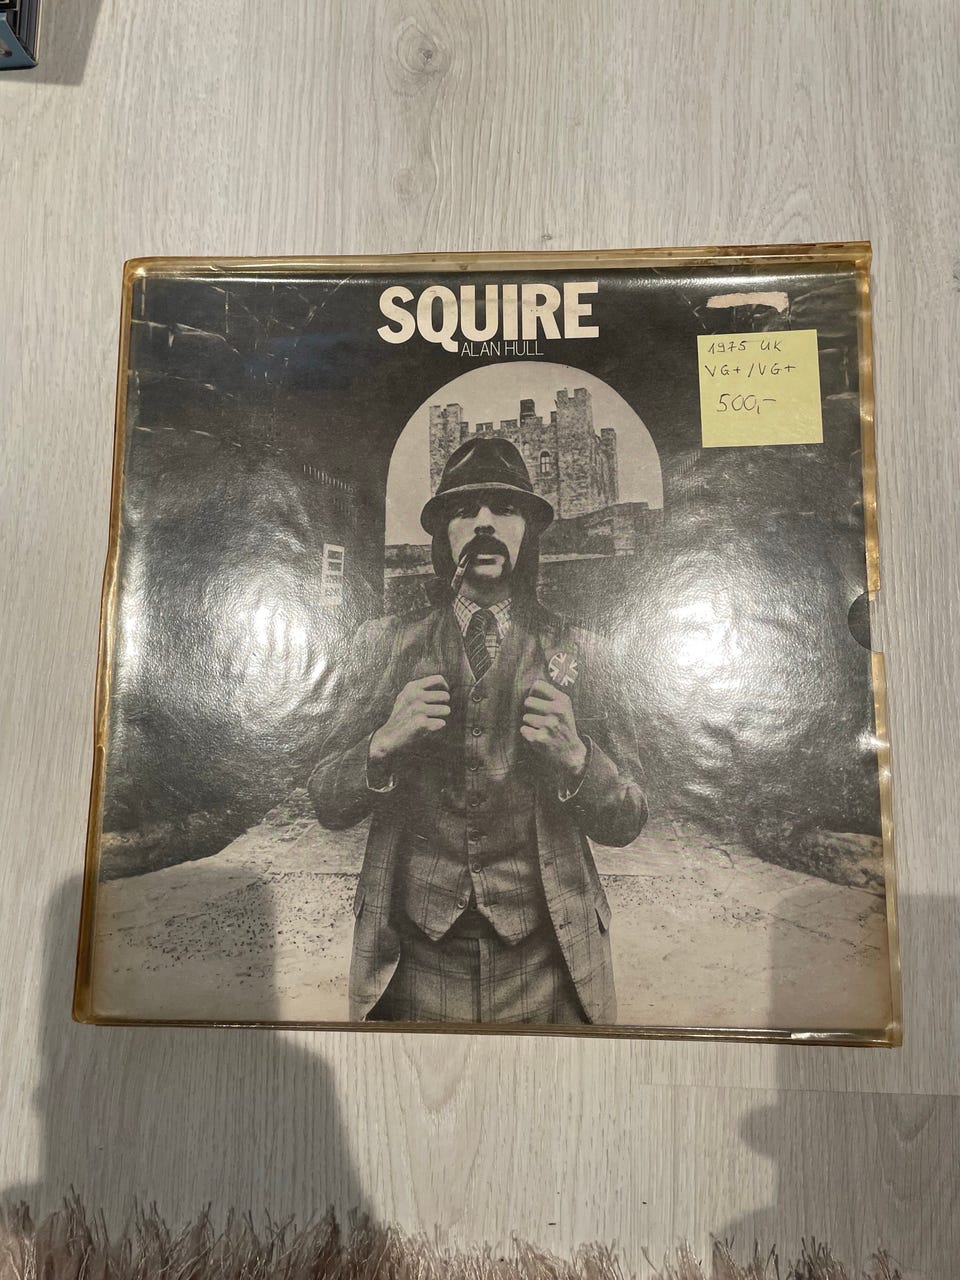 SQUIRE
ALAN HULL
1975 UK
VG+/VG+
500,-